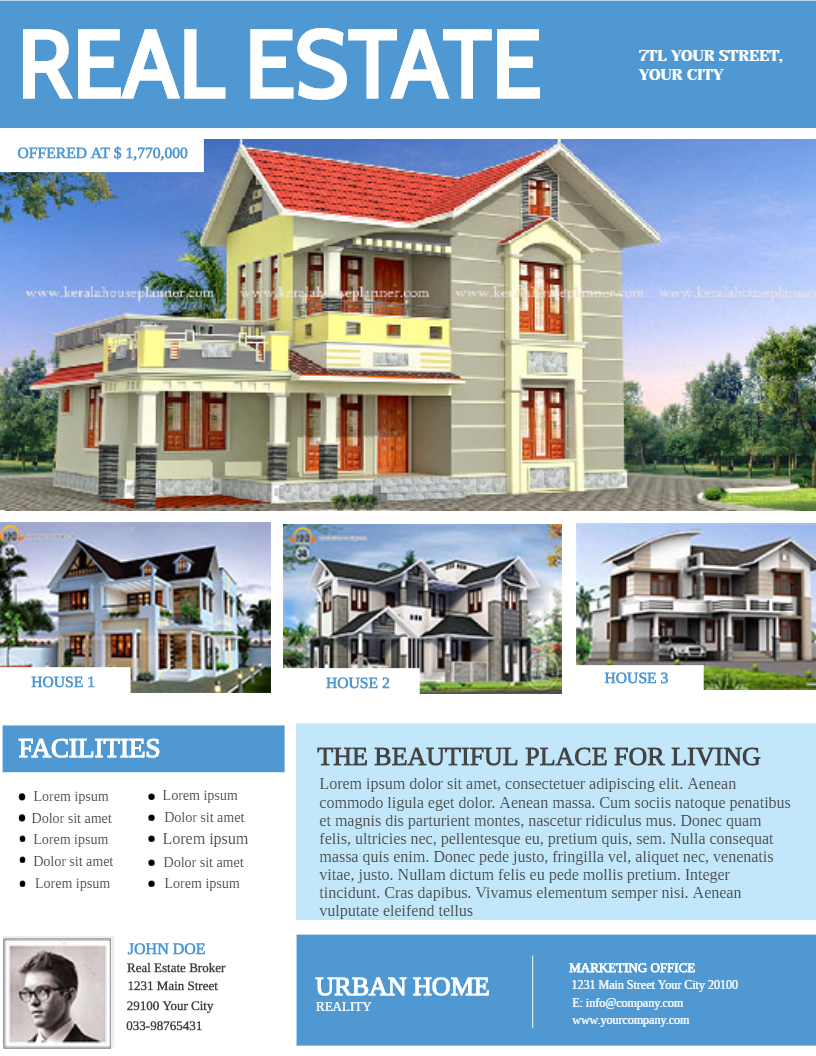 REAL ESTATE
7TL YOUR STREET,
YOUR CITY
OFFERED AT $ 1,770,000
www.keralahouseplanner.com www.keralahouseplanner.com www.keralahouseplanner.com www.keralahouseplanner.com
HOUSE 1
HOUSE 2
HOUSE 3
FACILITIES
Lorem ipsum
Dolor sit amet
Lorem ipsum
Dolor sit amet
Lorem ipsum
Lorem ipsum
Dolor sit amet
Lorem ipsum
Dolor sit amet
Lorem ipsum
THE BEAUTIFUL PLACE FOR LIVING
Lorem ipsum dolor sit amet, consectetuer adipiscing elit. Aenean
commodo ligula eget dolor. Aenean massa. Cum sociis natoque penatibus
et magnis dis parturient montes, nascetur ridiculus mus. Donec quam
felis, ultricies nec, pellentesque eu, pretium quis, sem. Nulla consequat
massa quis enim. Donec pede justo, fringilla vel, aliquet nec, venenatis
vitae, justo. Nullam dictum felis eu pede mollis pretium. Integer
tincidunt. Cras dapibus. Vivamus elementum semper nisi. Aenean
vulputate eleifend tellus
JOHN DOE
Real Estate Broker
1231 Main Street
29100 Your City
033-98765431
URBAN HOME
REALITY
MARKETING OFFICE
1231 Main Street Your City 20100
E: info@company.com
www.yourcompany.com